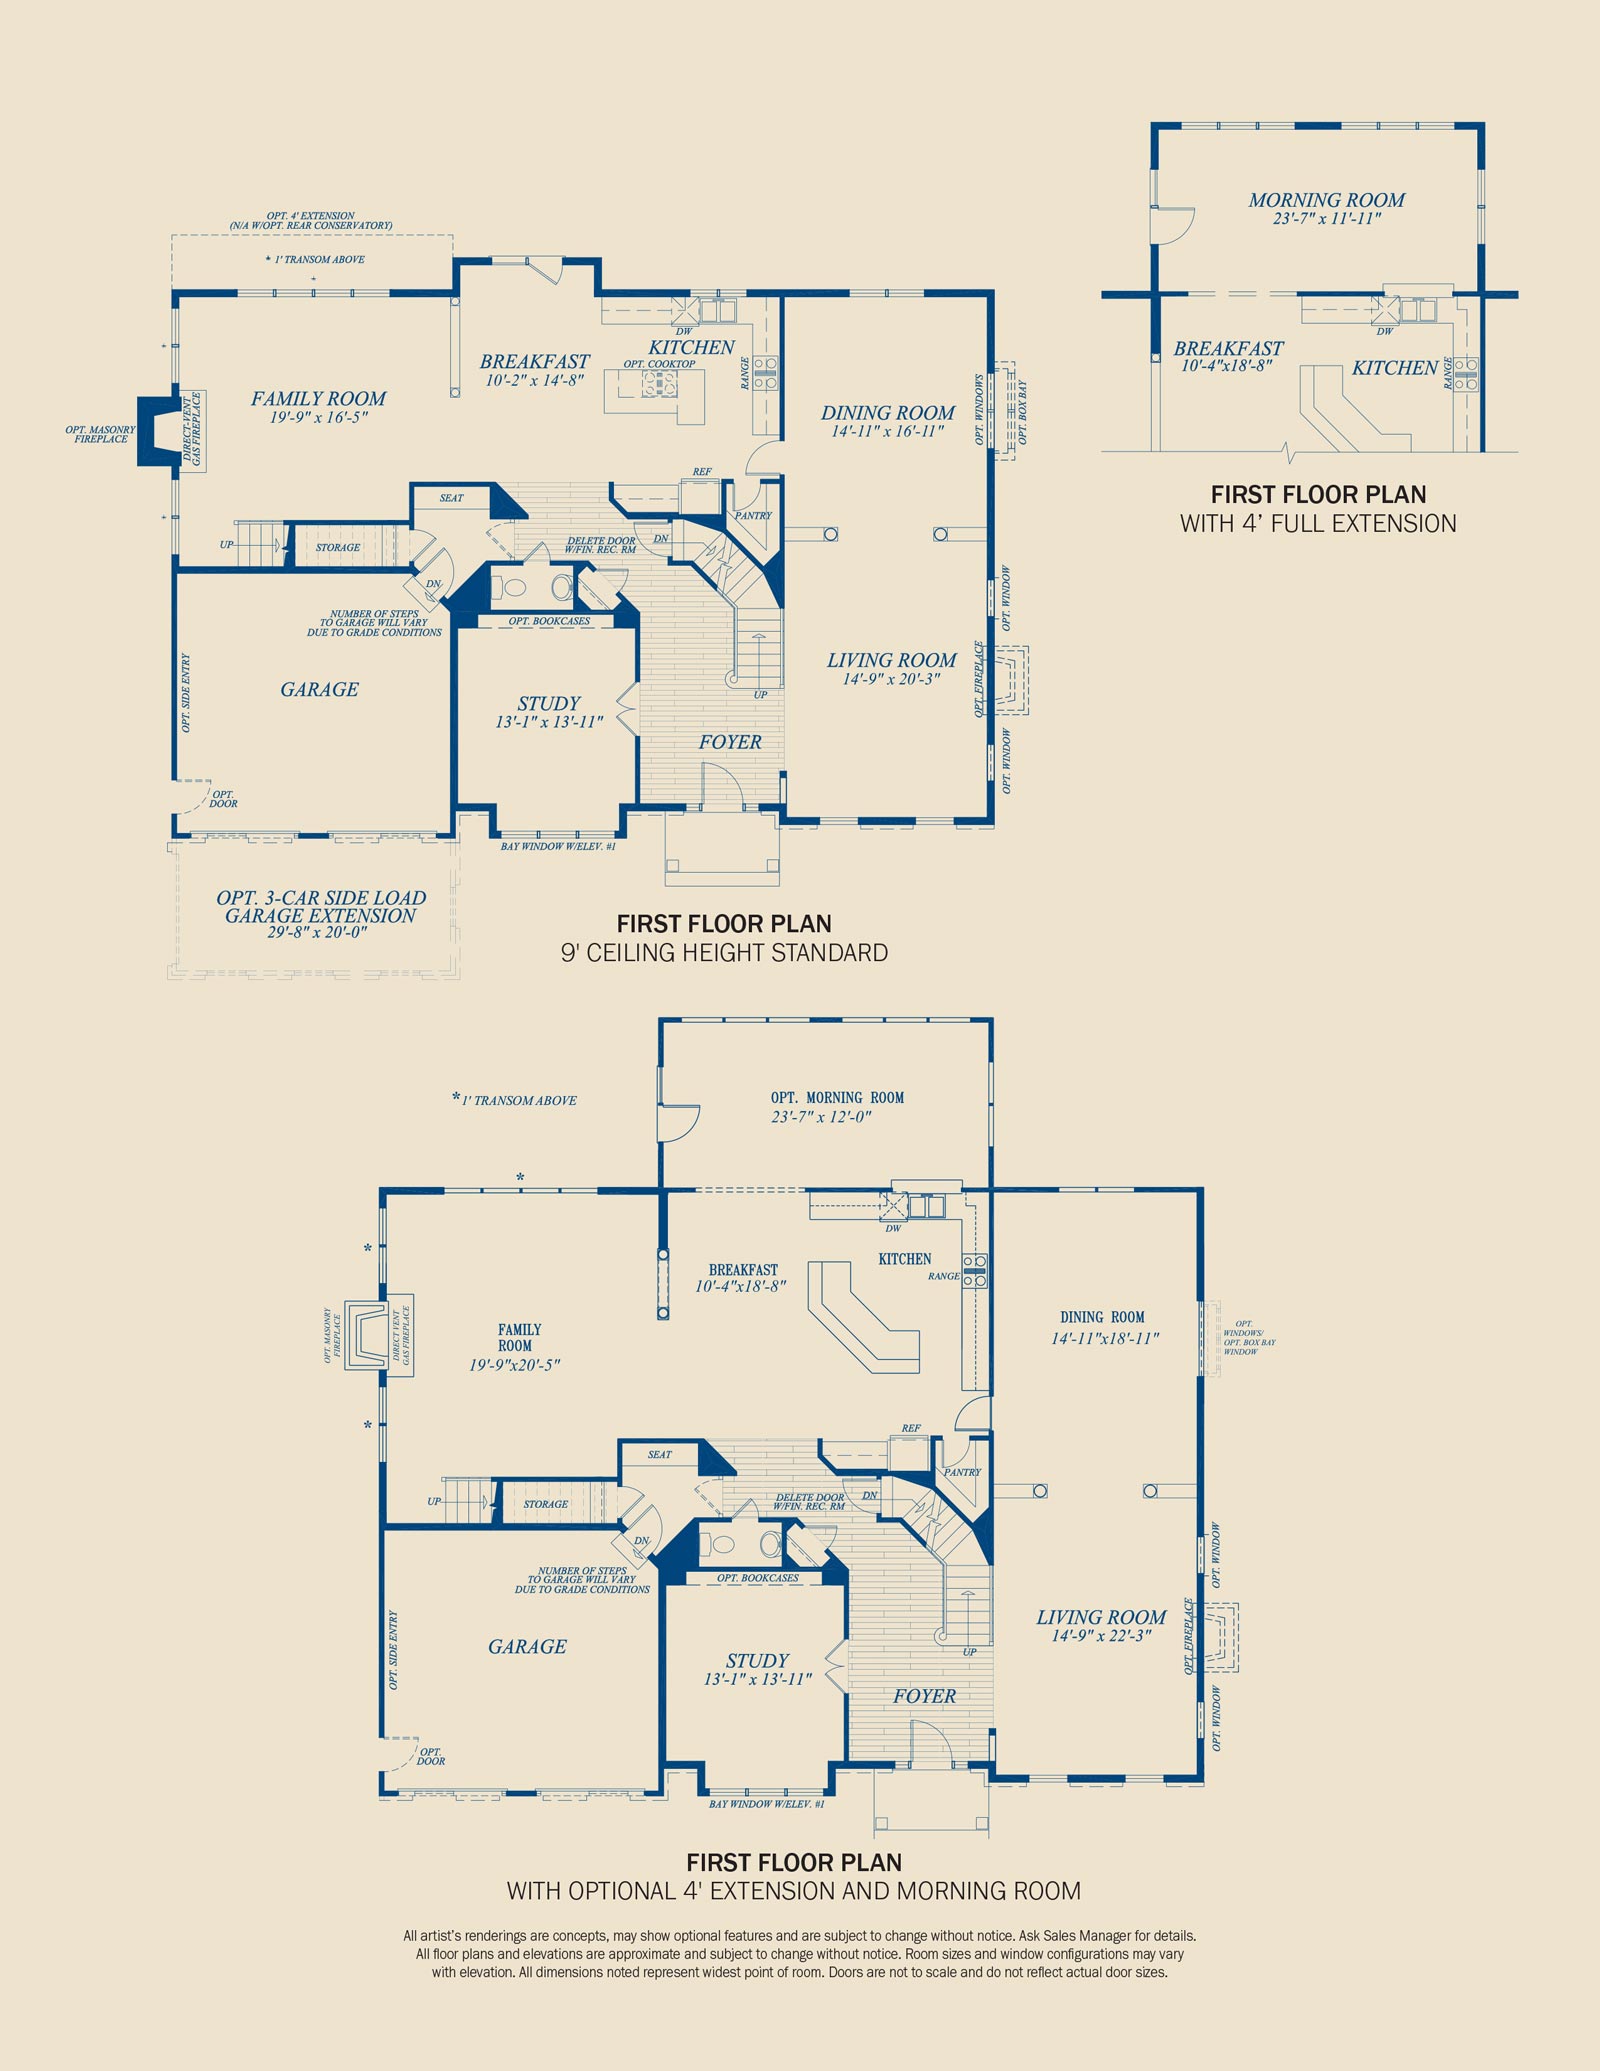 OPT. 4' EXTENSION
(N/A W/OPT. REAR CONSERVATORY)
* 1' TRANSOM ABOVE
*
*
*
FAMILY ROOM
19'-9" x 16'-5"
OPT. MASONRY
FIREPLACE
DIRECT-VENT
GAS FIREPLACE
BREAKFAST
10'-2" x 14'-8"
DW
KITCHEN
OPT. COOKTOP
RANGE
DINING ROOM
14'-11" x 16'-11"
OPT. WINDOWS
OPT. BOX BAY
REF
PANTRY
SEAT
UP
STORAGE
DN
DELETE DOOR
W/FIN. REC. RM
DN
NUMBER OF STEPS
TO GARAGE WILL VARY
DUE TO GRADE CONDITIONS
OPT. BOOKCASES
OPT. WINDOW
OPT. SIDE ENTRY
GARAGE
STUDY
13'-1" x 13'-11"
UP
FOYER
LIVING ROOM
14'-9" x 20'-3"
OPT. FIREPLACE
OPT. WINDOW
OPT.
DOOR
BAY WINDOW W/ELEV. #1
OPT. 3-CAR SIDE LOAD
GARAGE EXTENSION
29'-8" x 20'-0"
FIRST FLOOR PLAN
9' CEILING HEIGHT STANDARD
MORNING ROOM
23'-7" x 11'-11"
DW
BREAKFAST
10'-4"x18'-8"
KITCHEN
RANGE
FIRST FLOOR PLAN
WITH 4' FULL EXTENSION
*1' TRANSOM ABOVE
OPT. MORNING ROOM
23'-7" x 12'-0"
*
*
*
DW
KITCHEN
RANGE
BREAKFAST
10'-4"x18'-8"
FAMILY
ROOM
19'-9"x20'-5"
OPT. MASONRY
FIREPLACE
DIRECT VENT
GAS FIREPLACE
DINING ROOM
14'-11"x18'-11"
OPT.
WINDOWS/
OPT. BOX BAY
WINDOW
REF
PANTRY
SEAT
UP
STORAGE
DN
DELETE DOOR
W/FIN. REC. RM
DN
NUMBER OF STEPS
TO GARAGE WILL VARY
DUE TO GRADE CONDITIONS
OPT. BOOKCASES
OPT. WINDOW
OPT. SIDE ENTRY
GARAGE
STUDY
13'-1" x 13'-11"
UP
FOYER
LIVING ROOM
14'-9" x 22'-3"
OPT. FIREPLACE
OPT. WINDOW
OPT.
DOOR
BAY WINDOW W/ELEV. #1
FIRST FLOOR PLAN
WITH OPTIONAL 4' EXTENSION AND MORNING ROOM
All artist's renderings are concepts, may show optional features and are subject to change without notice. Ask Sales Manager for details.
All floor plans and elevations are approximate and subject to change without notice. Room sizes and window configurations may vary
with elevation. All dimensions noted represent widest point of room. Doors are not to scale and do not reflect actual door sizes.